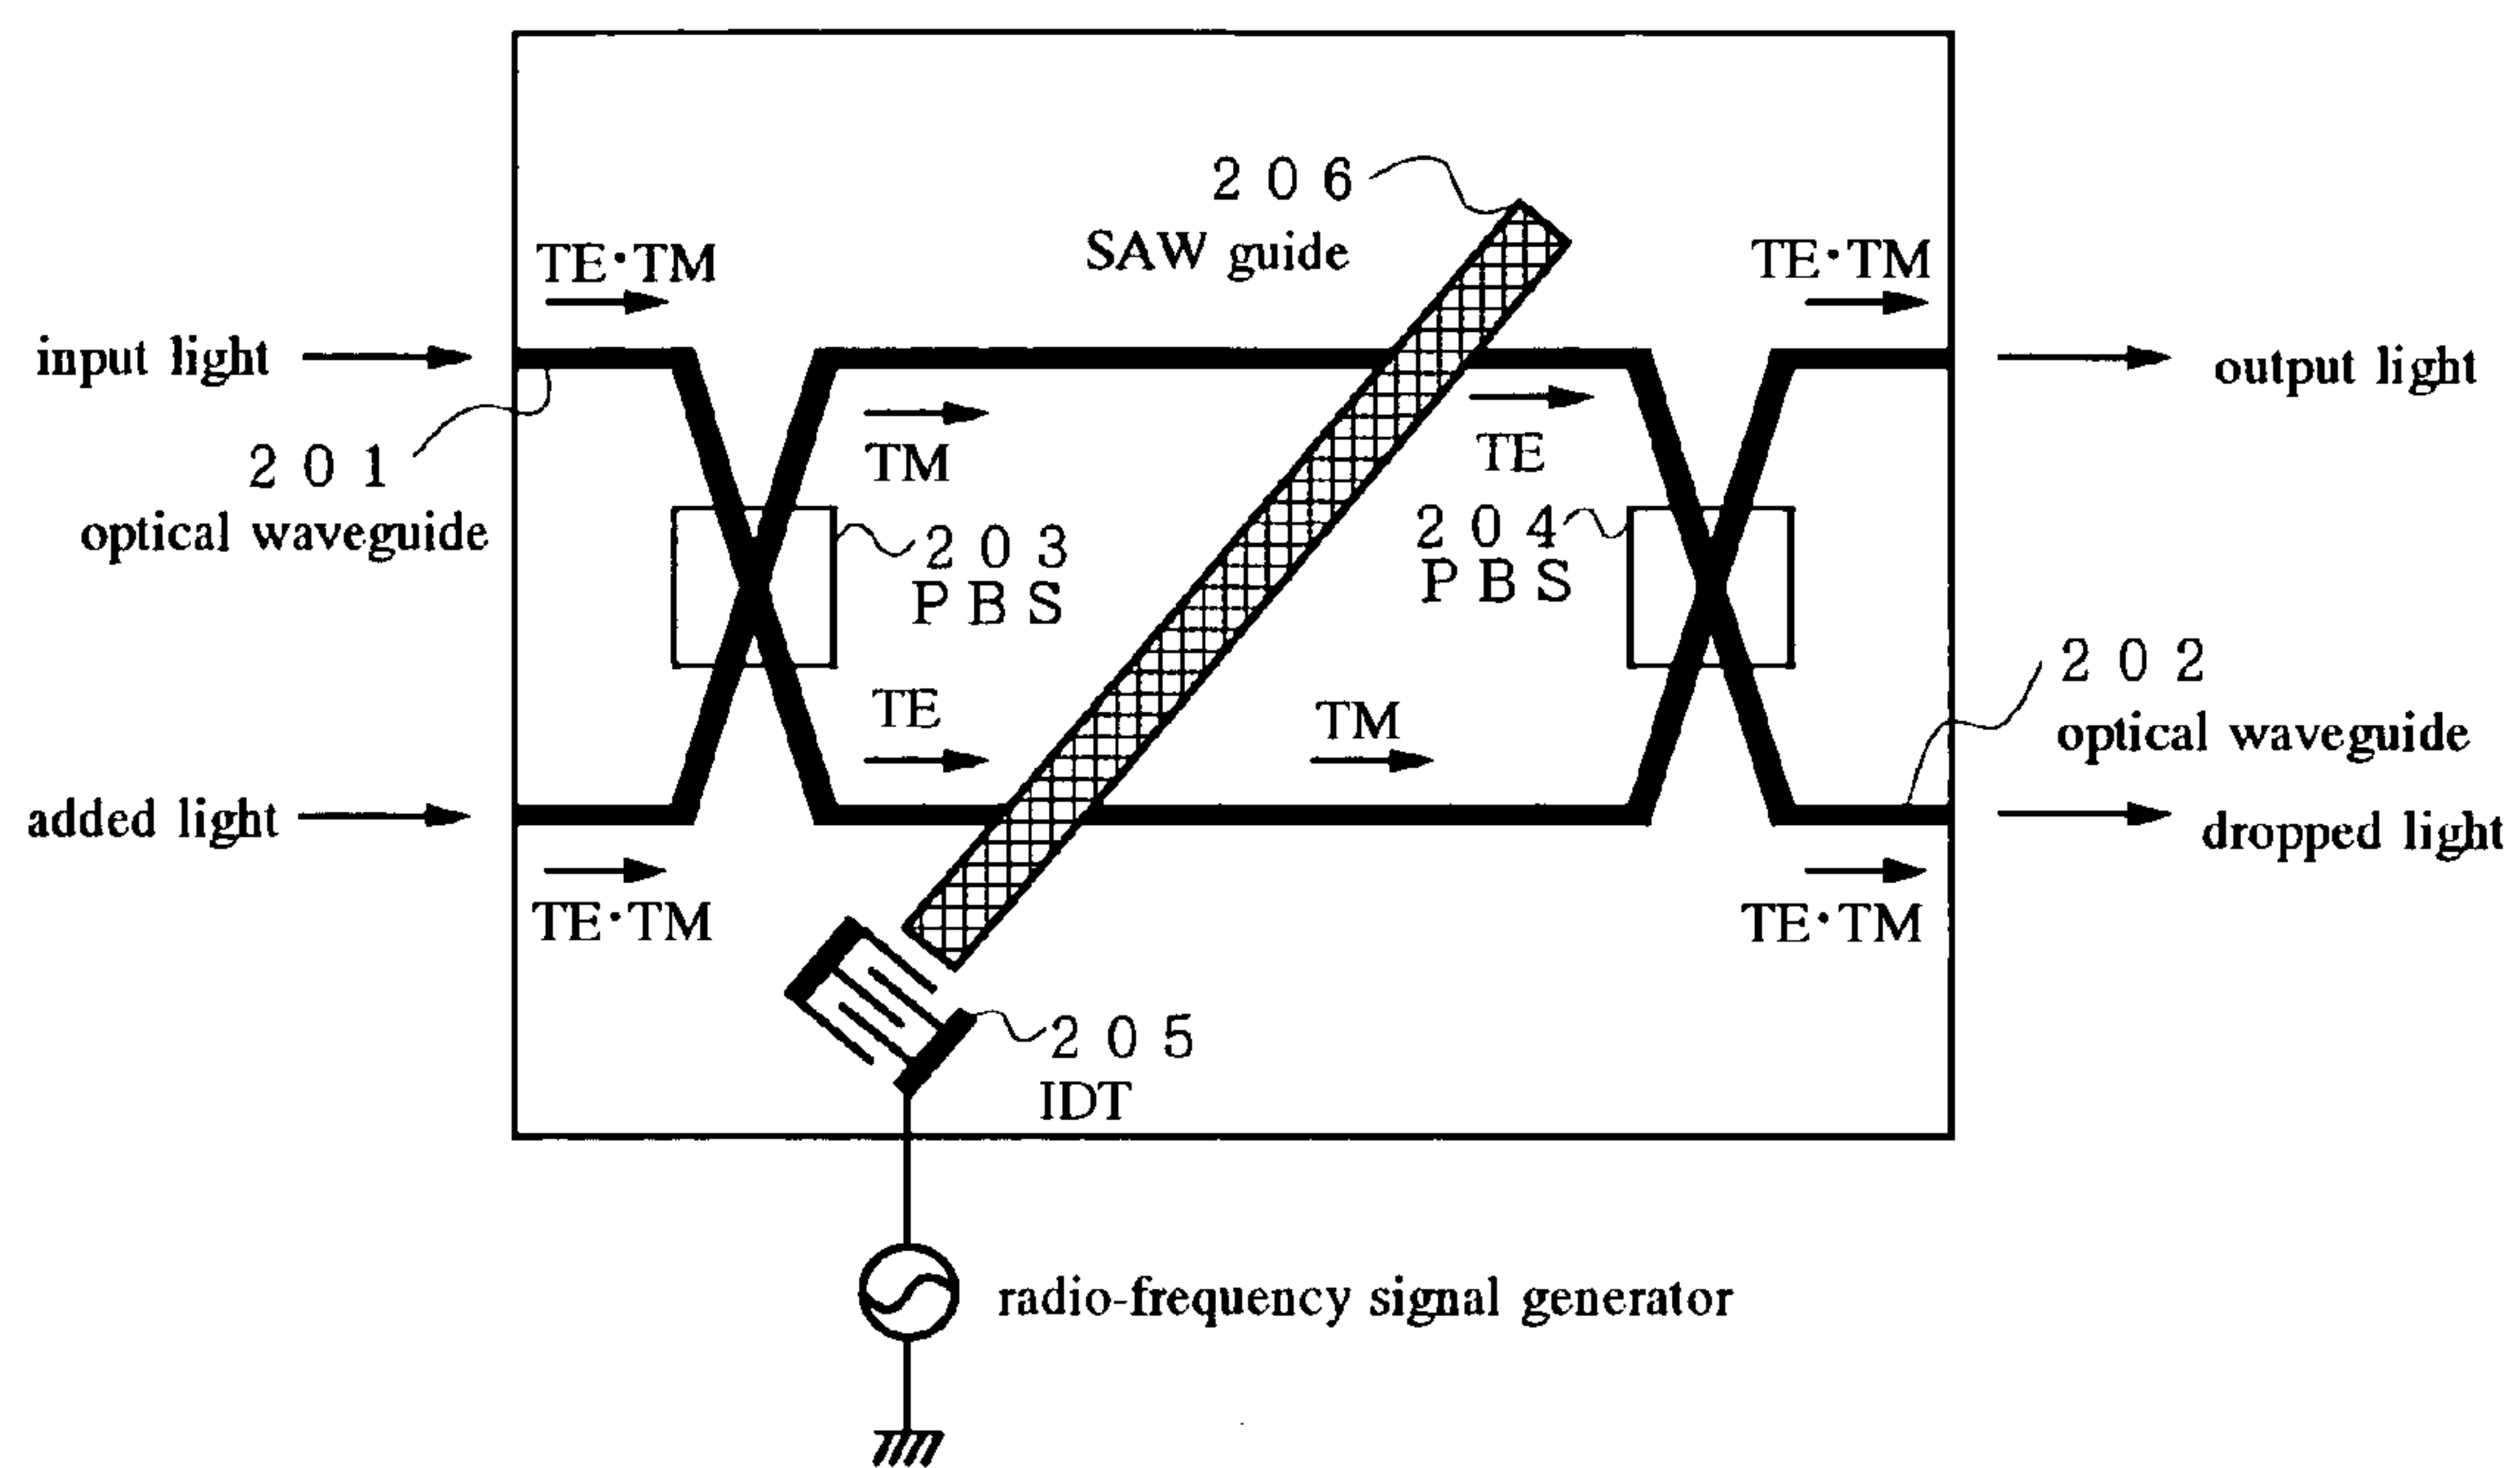 2 0 6
SAW guide
TE·TM
TE·TM
input light
output light
2 0 1
optical waveguide
TM
TE
2 0 3
P B S
2 0 4
P B S
2 0 2
optical waveguide
TE
TM
added light
dropped light
TE·TM
TE·TM
2 0 5
IDT
radio-frequency signal generator